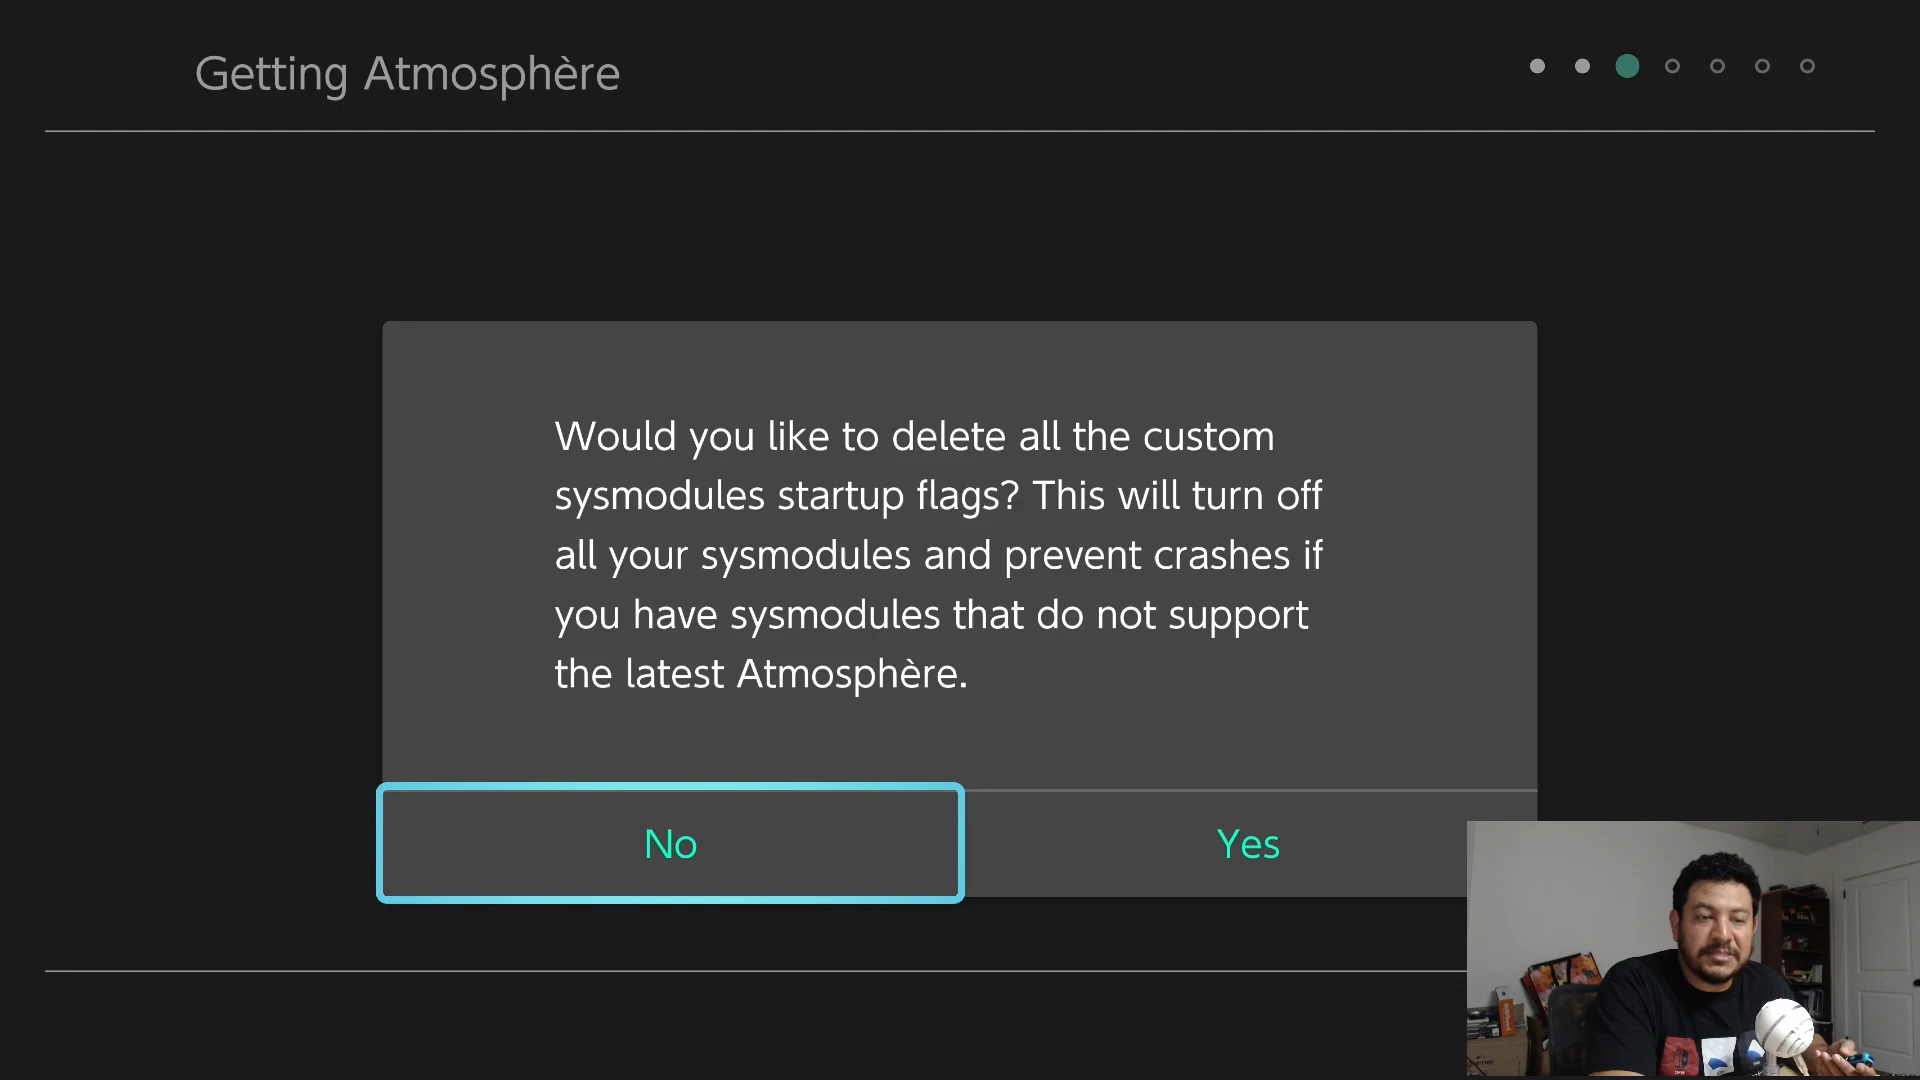 Getting Atmosphère
Would you like to delete all the custom
sysmodules startup flags? This will turn off
all your sysmodules and prevent crashes if
you have sysmodules that do not support
the latest Atmosphère.
No
Yes